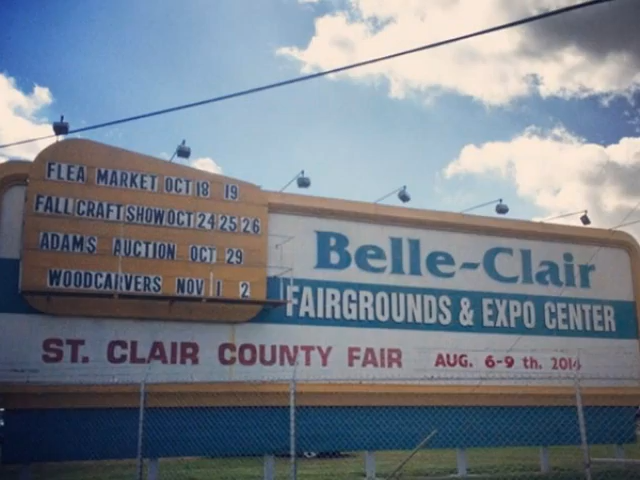 FLEA MARKET OCT 18 19
FALL CRAFT SHOW OCT 24 25 26
ADAMS AUCTION OCT 29
WOODCARVERS NOV 1 2
Belle-Clair
FAIRGROUNDS & EXPO CENTER
ST. CLAIR COUNTY FAIR AUG. 6-9 th. 2014